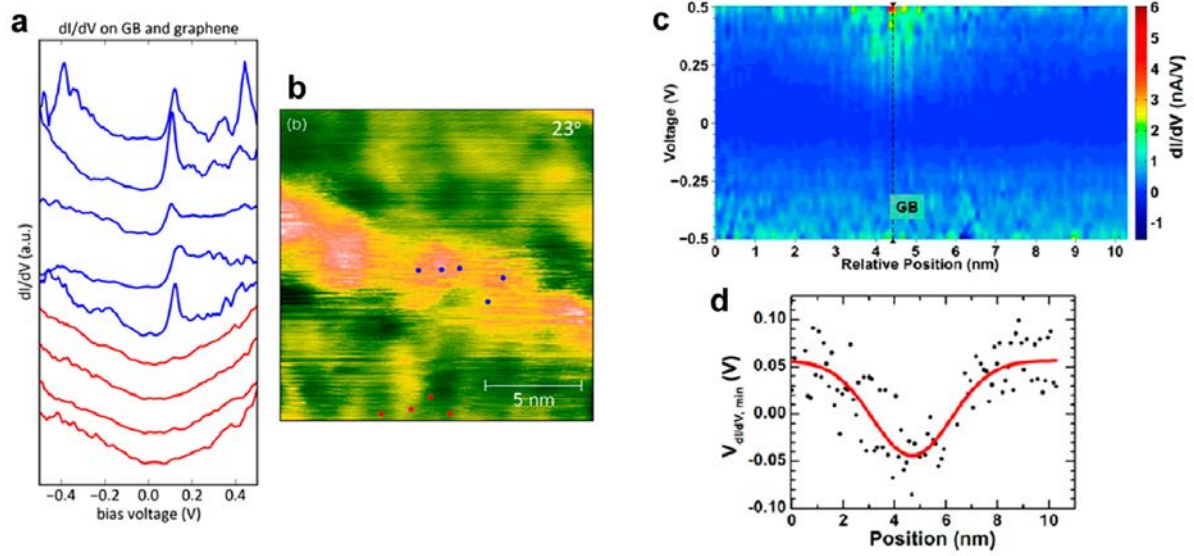 a
dI/dV on GB and graphene
dI/dV (a.u.)
−0.4 −0.2 0.0 0.2 0.4
bias voltage (V)
b
(b)
23°
5 nm
c
0.5
0.25
0
−0.25
−0.5
Voltage (V)
GB
0 1 2 3 4 5 6 7 8 9 10
Relative Position (nm)
6
5
4
3
2
1
0
-1
dI/dV (nA/V)
d
0.10
0.05
0.00
-0.05
-0.10
V dI/dV, min (V)
0 2 4 6 8 10
Position (nm)